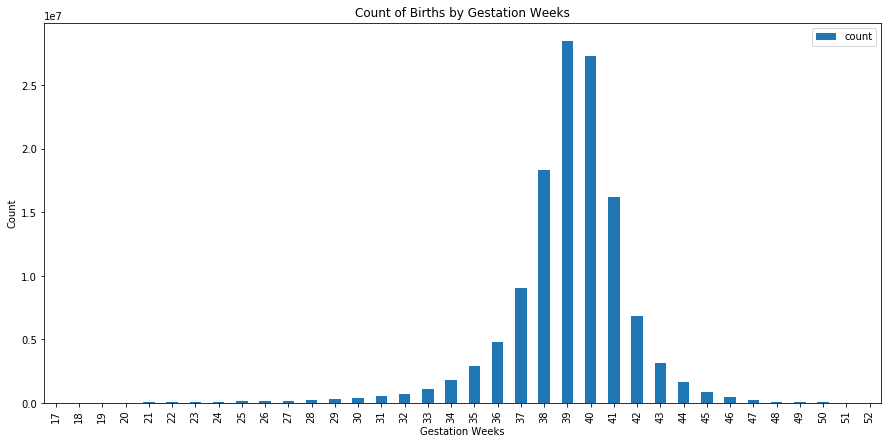 Count of Births by Gestation Weeks
1e7
count
2.5
2.0
1.5
1.0
0.5
0.0
Count
17 18 19 20 21 22 23 24 25 26 27 28 29 30 31 32 33 34 35 36 37 38 39 40 41 42 43 44 45 46 47 48 49 50 51 52
Gestation Weeks